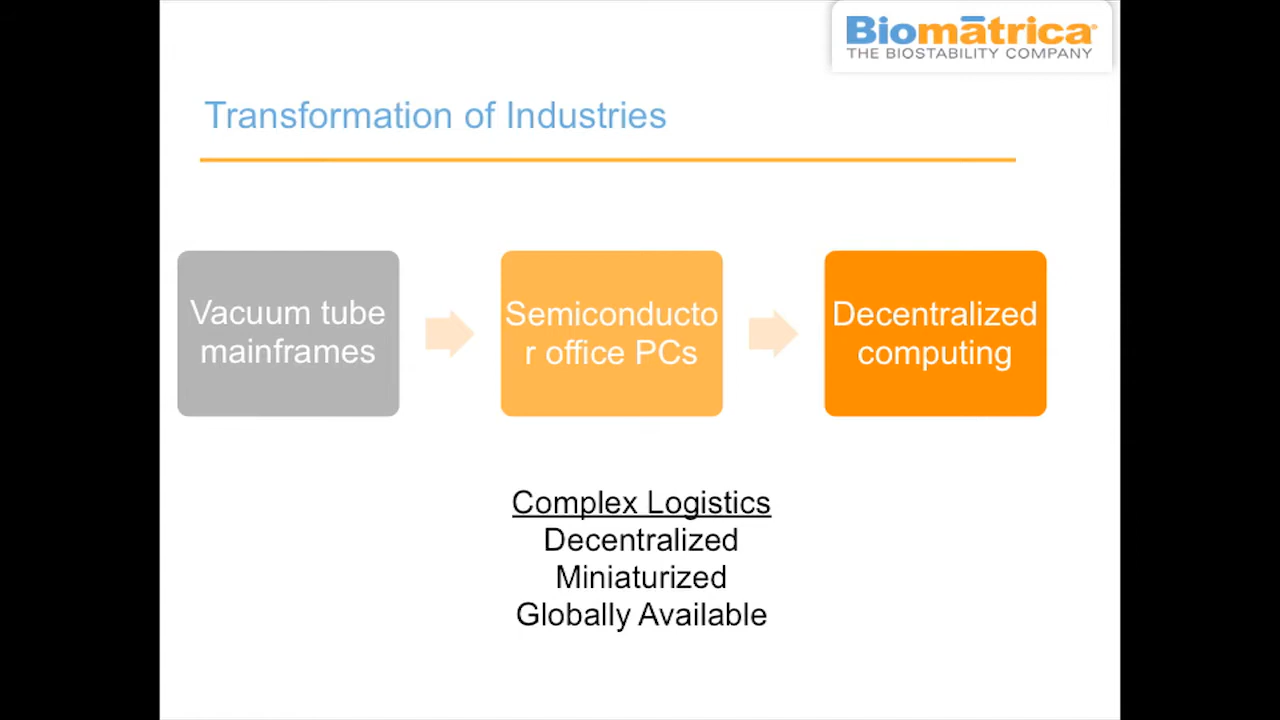 Biomātrica®
THE BIOSTABILITY COMPANY
Transformation of Industries
Vacuum tube
mainframes
Semiconducto
r office PCs
Decentralized
computing
Complex Logistics
Decentralized
Miniaturized
Globally Available